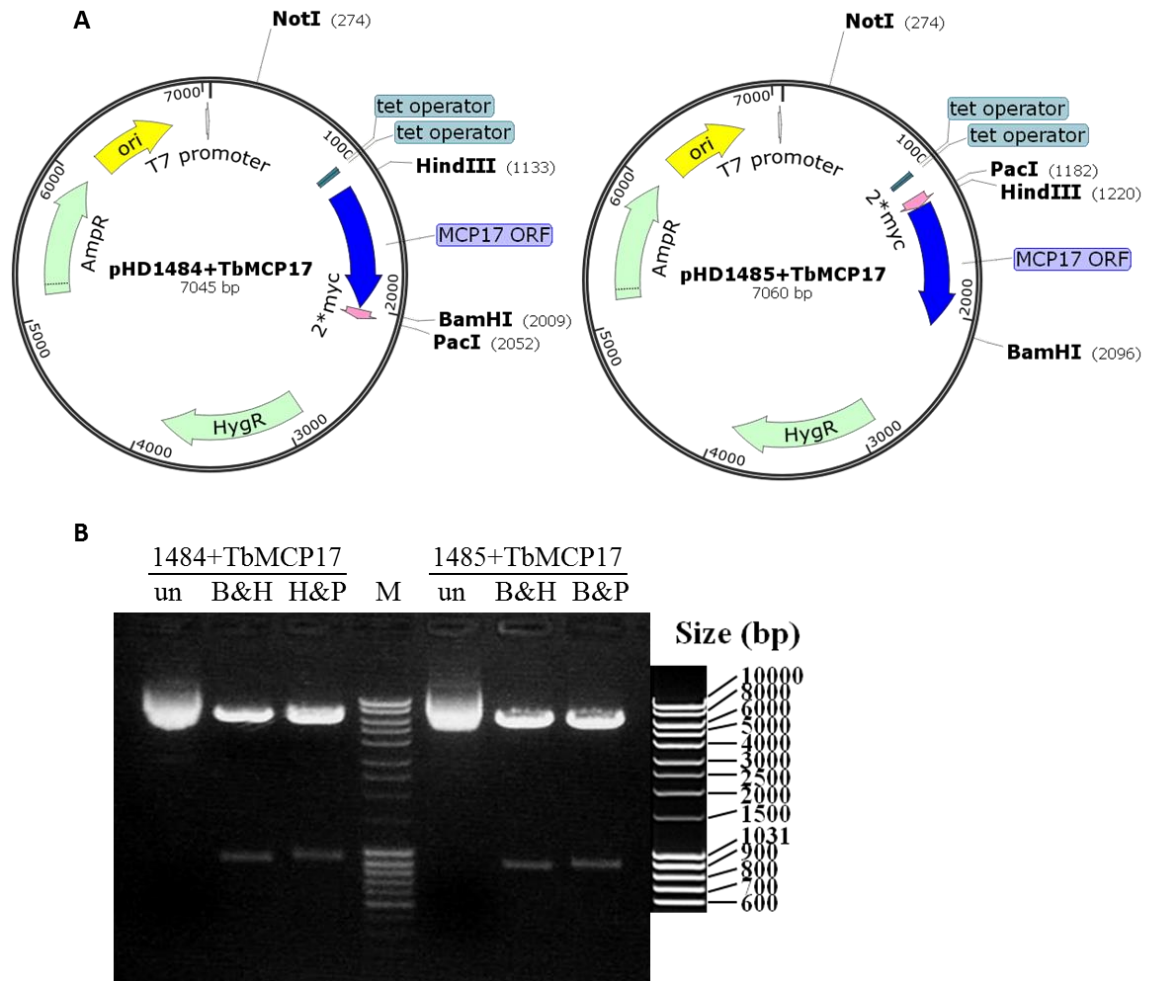 A
NotI (274)
7000
ori
T7 promoter
tet operator
tet operator
1000
HindIII (1133)
6000
AmpR
MCP17 ORF
pHD1484+TbMCP17
7045 bp
2000
2*myc
BamHI (2009)
PacI (2052)
5000
HygR
3000
4000
NotI (274)
7000
ori
T7 promoter
tet operator
tet operator
1000
PacI (1182)
HindIII (1220)
6000
2*myc
AmpR
MCP17 ORF
pHD1485+TbMCP17
7060 bp
2000
BamHI (2096)
5000
HygR
3000
4000
B
1484+TbMCP17
un B&H H&P M
1485+TbMCP17
un B&H B&P
Size (bp)
10000
8000
6000
5000
4000
3000
2500
2000
1500
1031
900
800
700
600